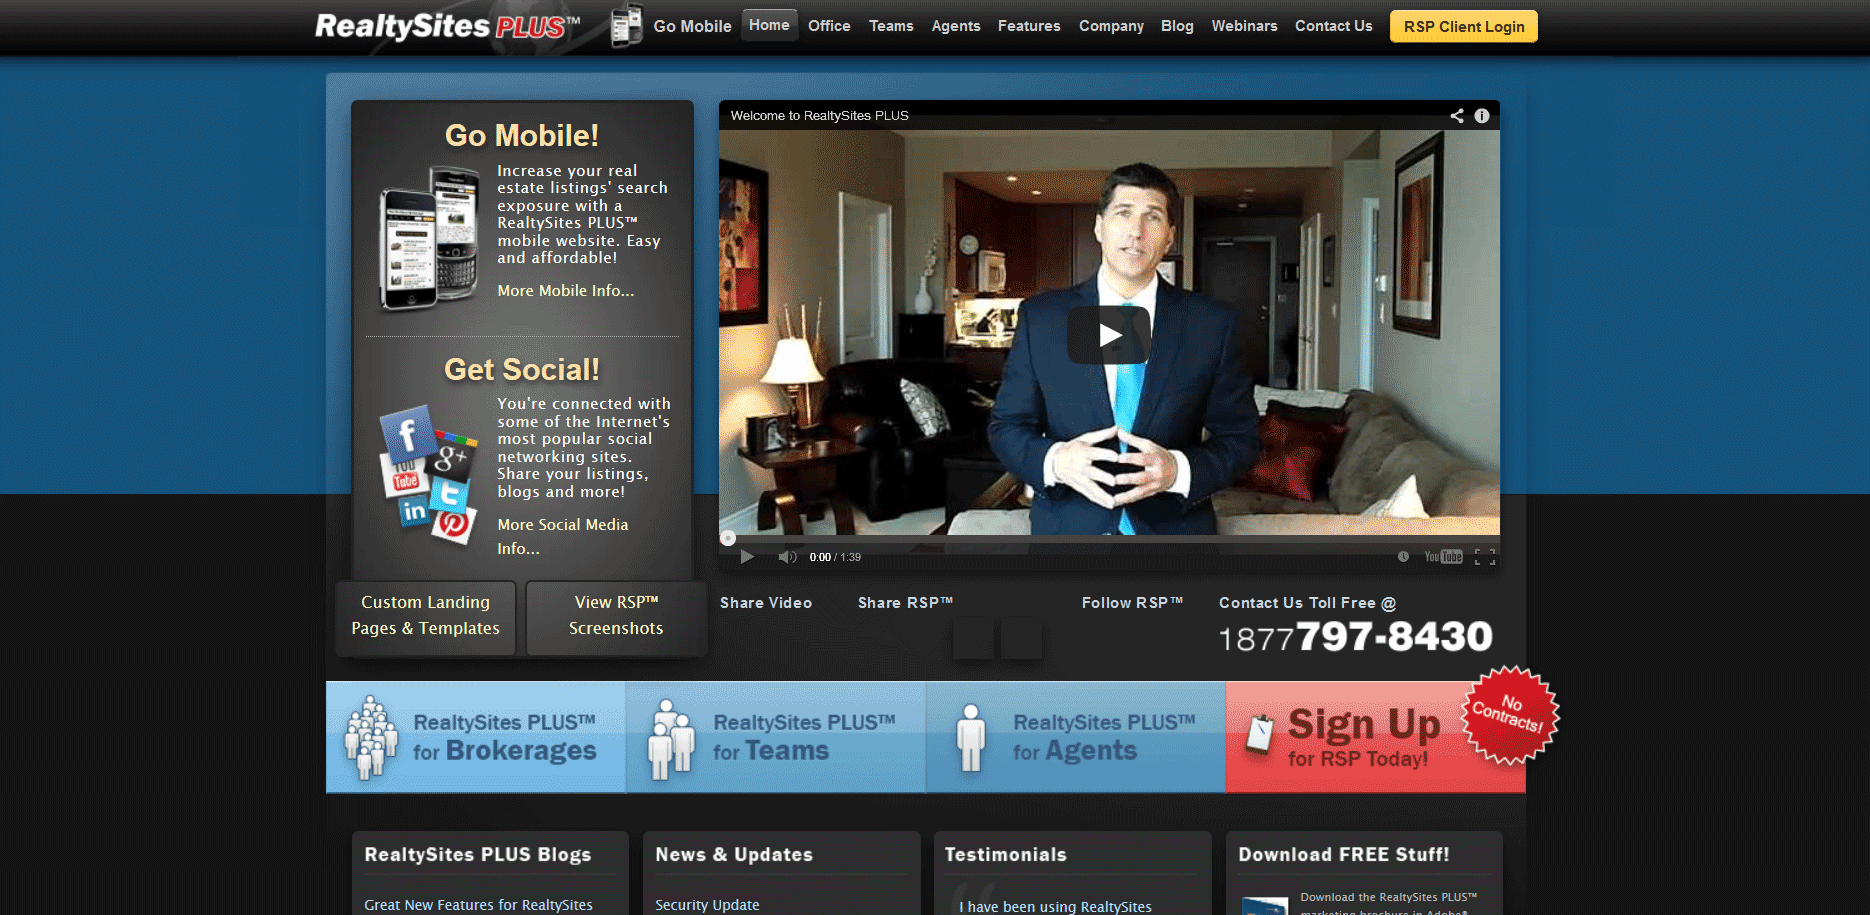 RealtySites PLUS™
Go Mobile
Home
Office
Teams
Agents
Features
Company
Blog
Webinars
Contact Us
RSP Client Login
Go Mobile!
Increase your real
estate listings' search
exposure with a
RealtySites PLUS™
mobile website. Easy
and affordable!
More Mobile Info...
Get Social!
You're connected with
some of the Internet's
most popular social
networking sites.
Share your listings,
blogs and more!
More Social Media
Info...
f
g+
You
Tube
in
Custom Landing
Pages & Templates
View RSP™
Screenshots
Welcome to RealtySites PLUS
0:00 / 1:39
YouTube
Share Video
Share RSP™
Follow RSP™
Contact Us Toll Free @
1877797-8430
RealtySites PLUS™
for Brokerages
RealtySites PLUS™
for Teams
RealtySites PLUS™
for Agents
Sign Up
for RSP Today!
No
Contracts!
RealtySites PLUS Blogs
Great New Features for RealtySites
News & Updates
Security Update
Testimonials
I have been using RealtySites
Download FREE Stuff!
Download the RealtySites PLUS™
marketing brochure in Adobe®